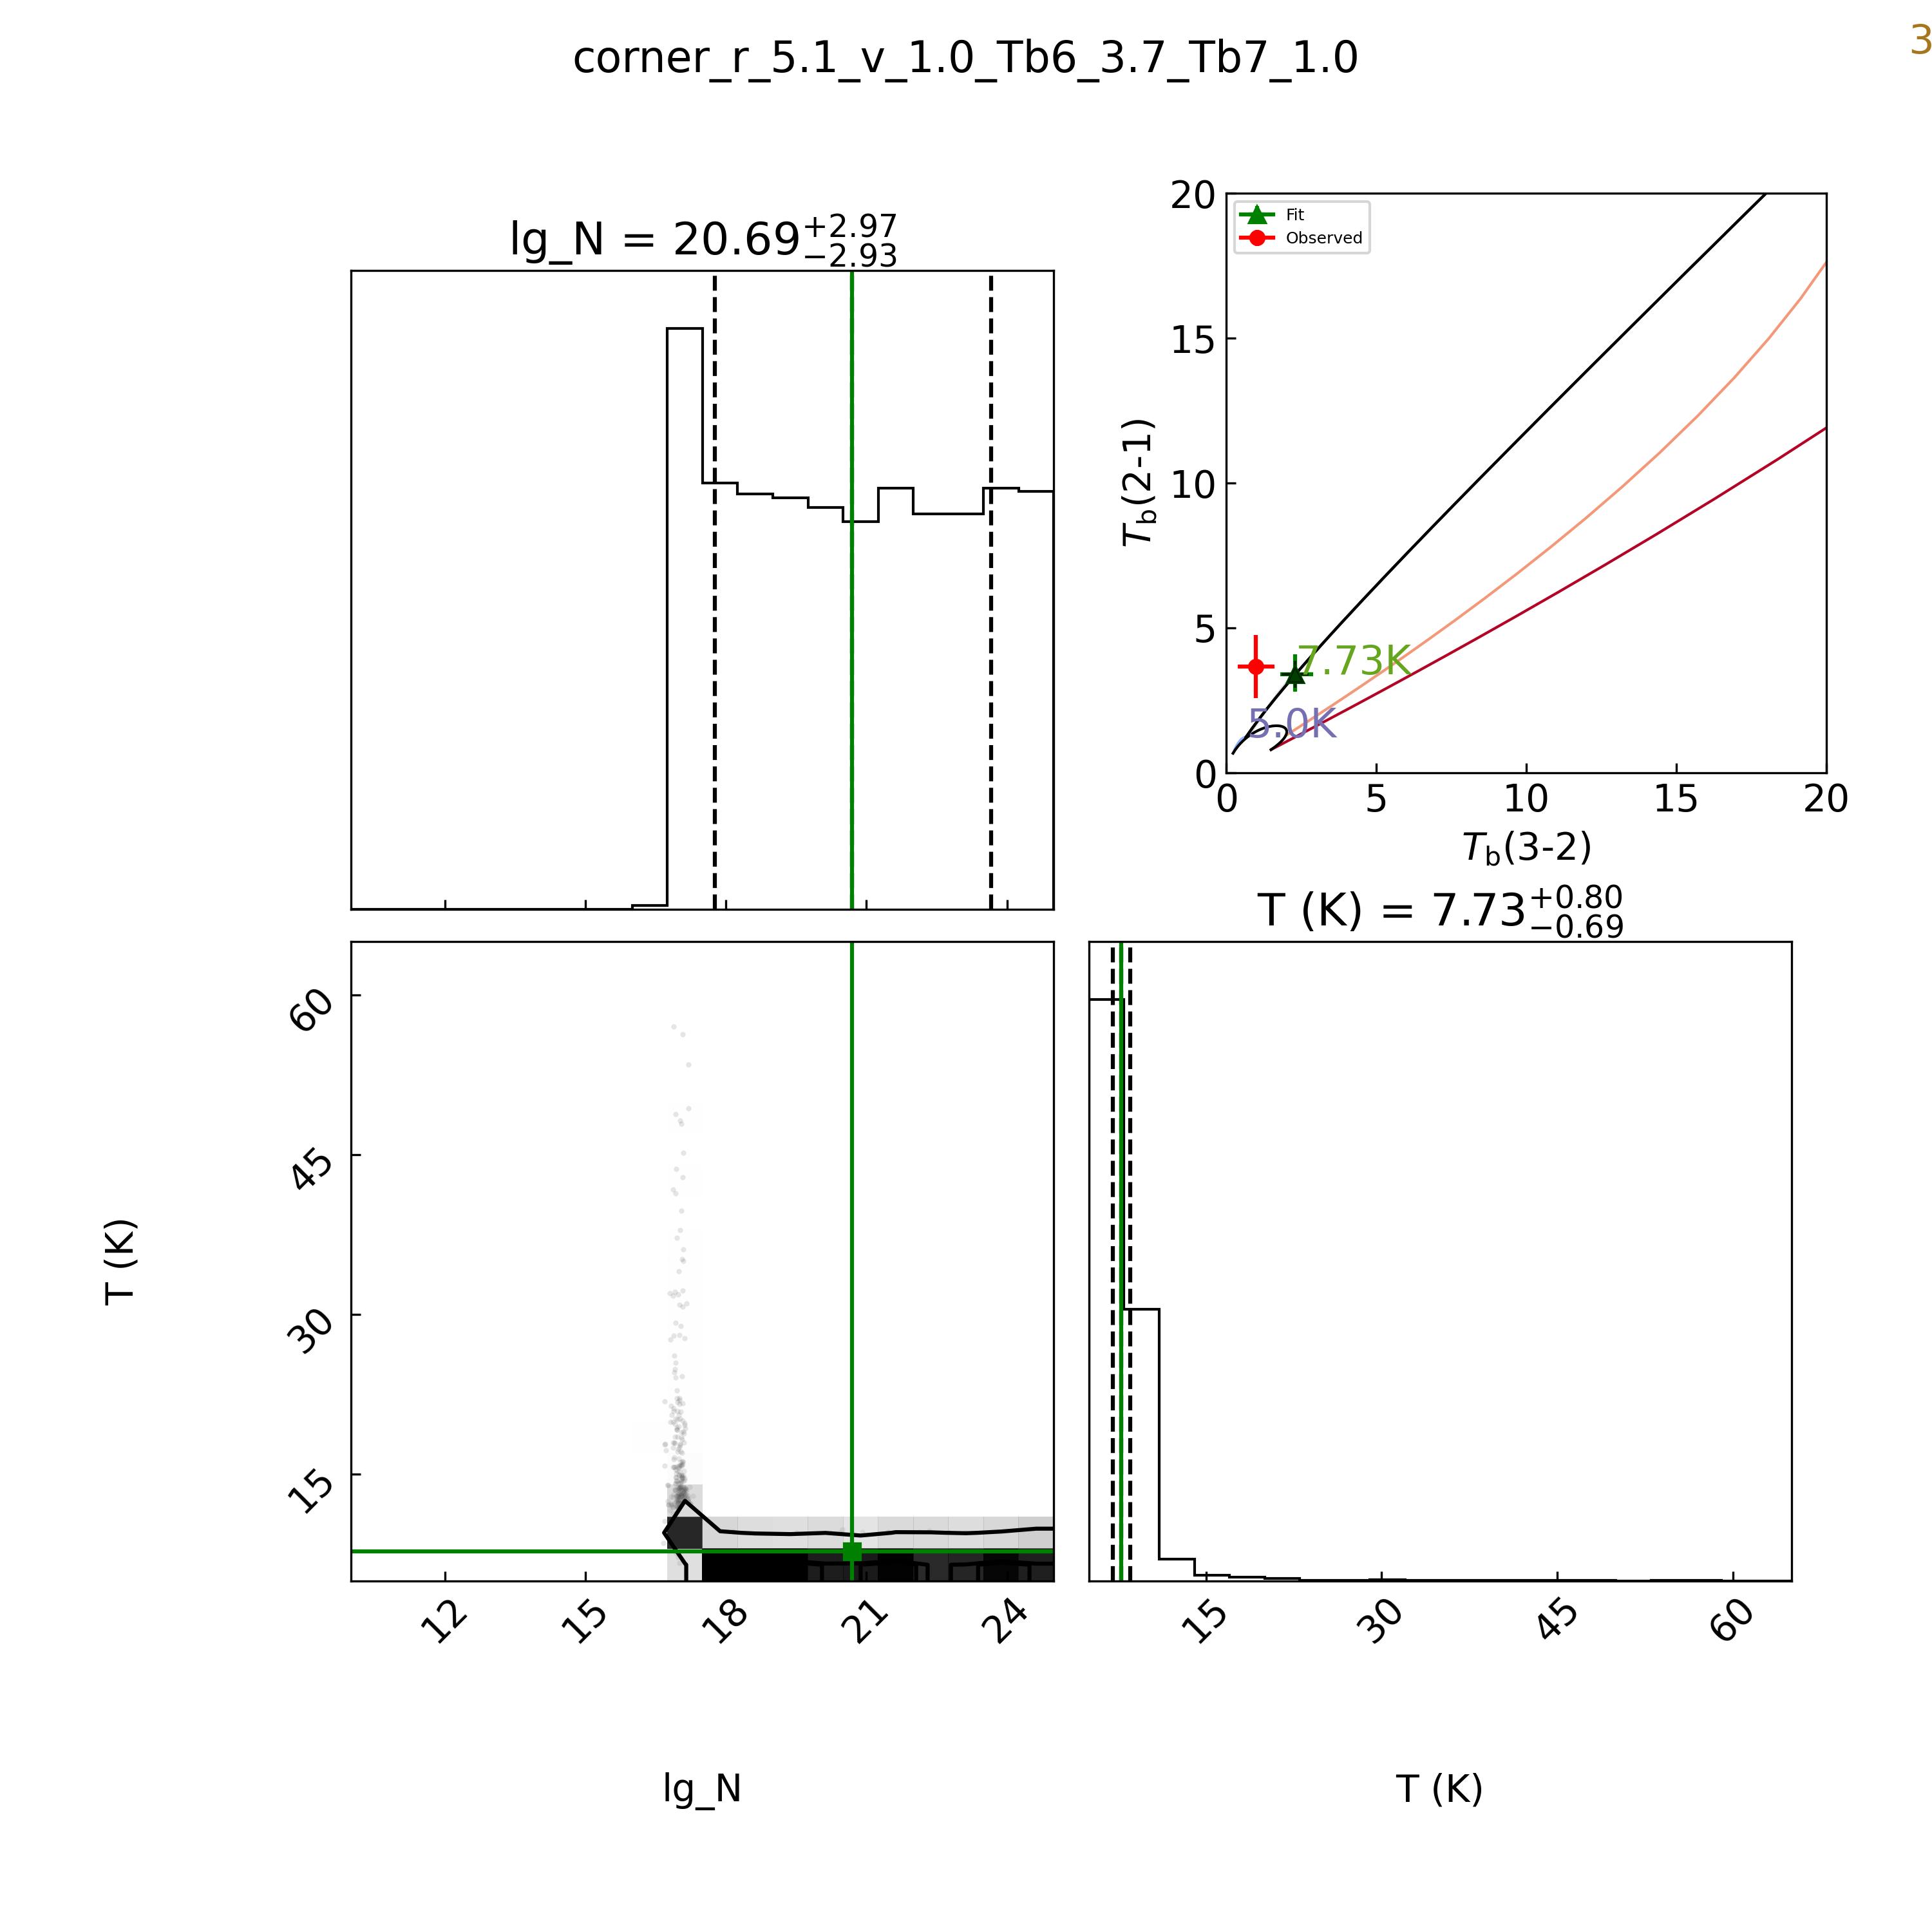 corner_r_5.1_v_1.0_Tb6_3.7_Tb7_1.0
3
lg_N = 20.69+2.97−2.93
Fit
Observed
20
15
10
5
0
Tb(2-1)
7.73K
5.0K
0 5 10 15 20
Tb(3-2)
T (K) = 7.73+0.80−0.69
60
45
30
15
T (K)
12 15 18 21 24
lg_N
15 30 45 60
T (K)